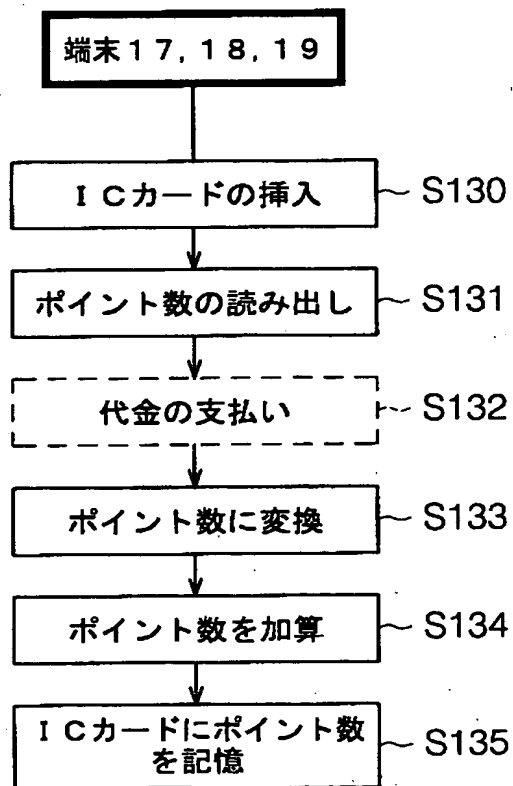 端末17,18,19
ICカードの挿入
S130
ポイント数の読み出し
S131
代金の支払い
S132
ポイント数に変換
S133
ポイント数を加算
S134
ICカードにポイント数
を記憶
S135